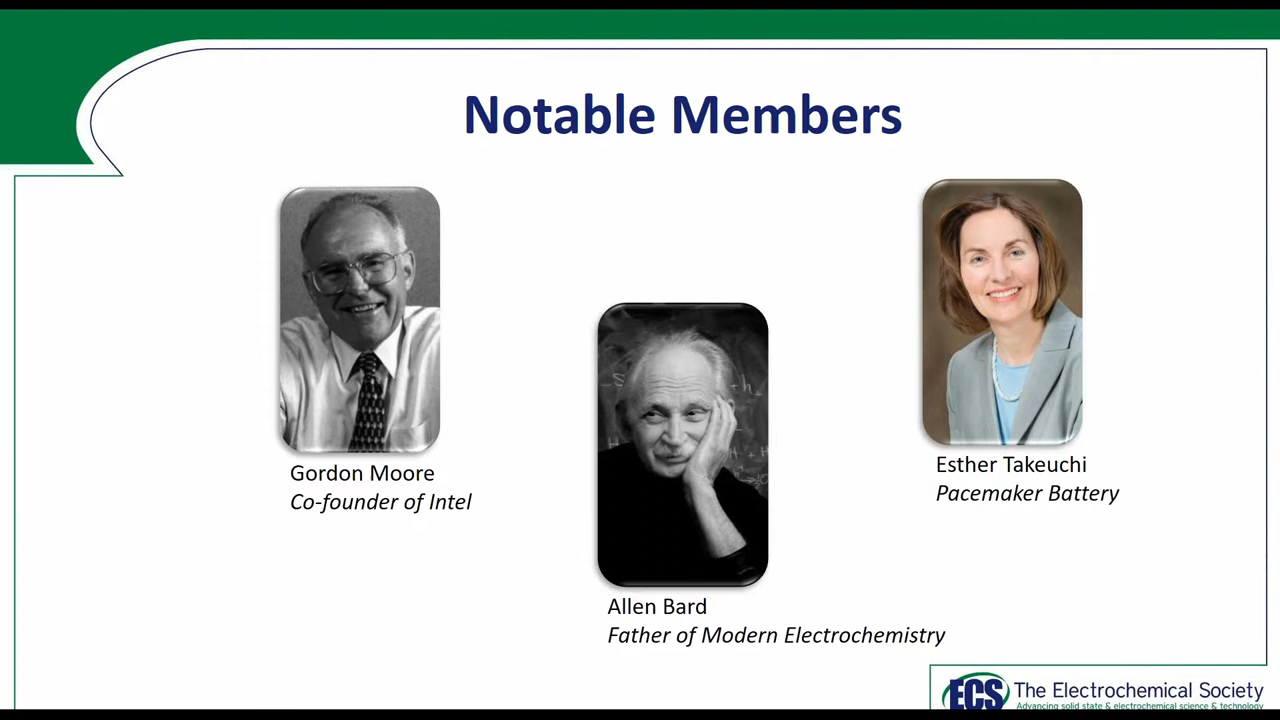 Notable Members
Gordon Moore
Co-founder of Intel
Esther Takeuchi
Pacemaker Battery
Allen Bard
Father of Modern Electrochemistry
ECS The Electrochemical Society
Advancing solid state & electrochemical science & technology